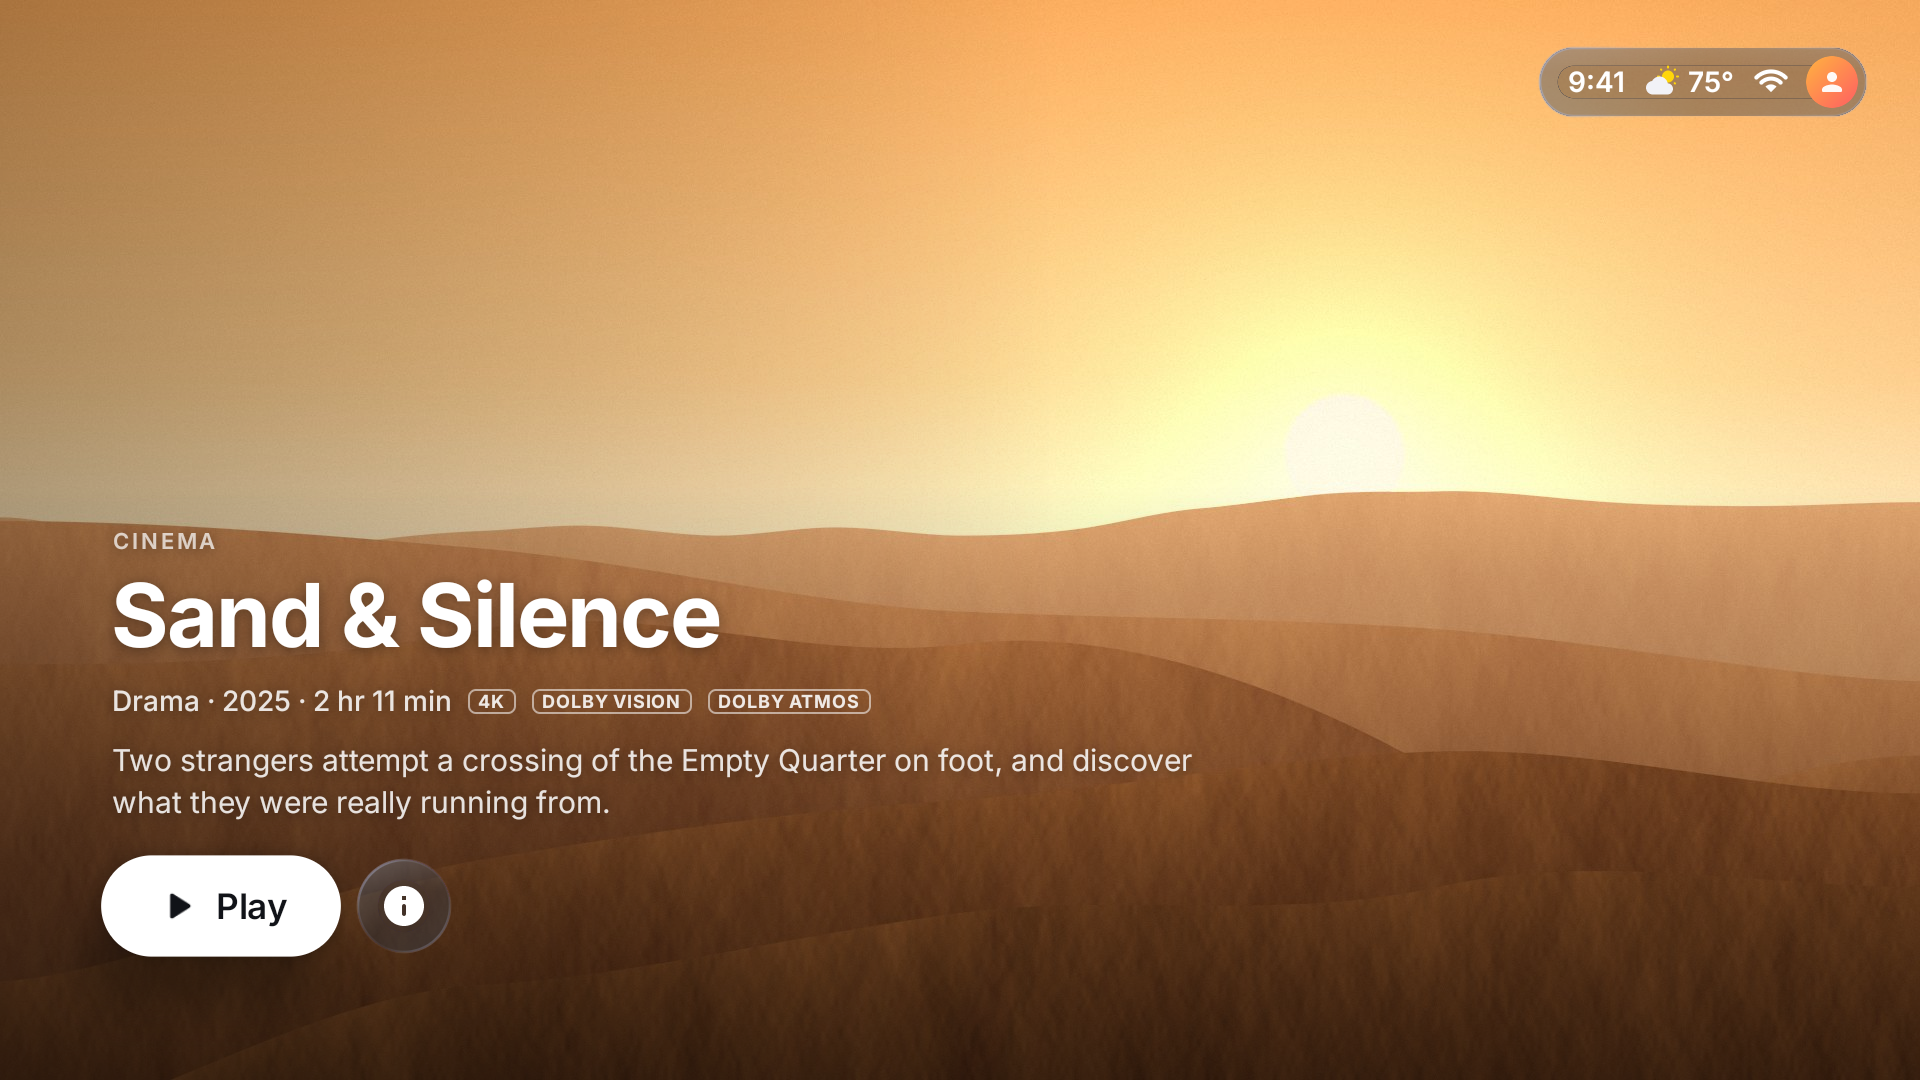 9:41 75°
CINEMA
Sand & Silence
Drama · 2025 · 2 hr 11 min 4K DOLBY VISION DOLBY ATMOS
Two strangers attempt a crossing of the Empty Quarter on foot, and discover
what they were really running from.
Play